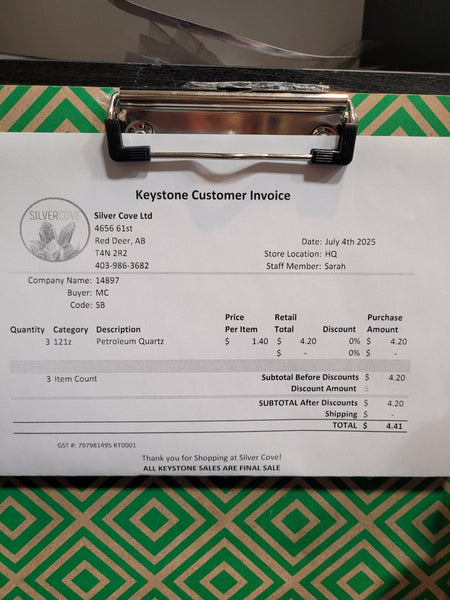 Keystone Customer Invoice
SILVERCOVE
Silver Cove Ltd
4656 61st
Red Deer, AB
T4N 2R2
403-986-3682
Date: July 4th 2025
Store Location: HQ
Staff Member: Sarah
Company Name: 14897
Buyer: MC
Code: SB
Quantity Category Description Price Per Item Retail Total Discount Purchase Amount
3 121z Petroleum Quartz $ 1.40 $ 4.20 0% $ 4.20
$ - 0% $ -
3 Item Count
Subtotal Before Discounts $ 4.20
Discount Amount $
SUBTOTAL After Discounts $ 4.20
Shipping $ -
TOTAL $ 4.41
GST #: 797981495 RT0001
Thank you for Shopping at Silver Cove!
ALL KEYSTONE SALES ARE FINAL SALE